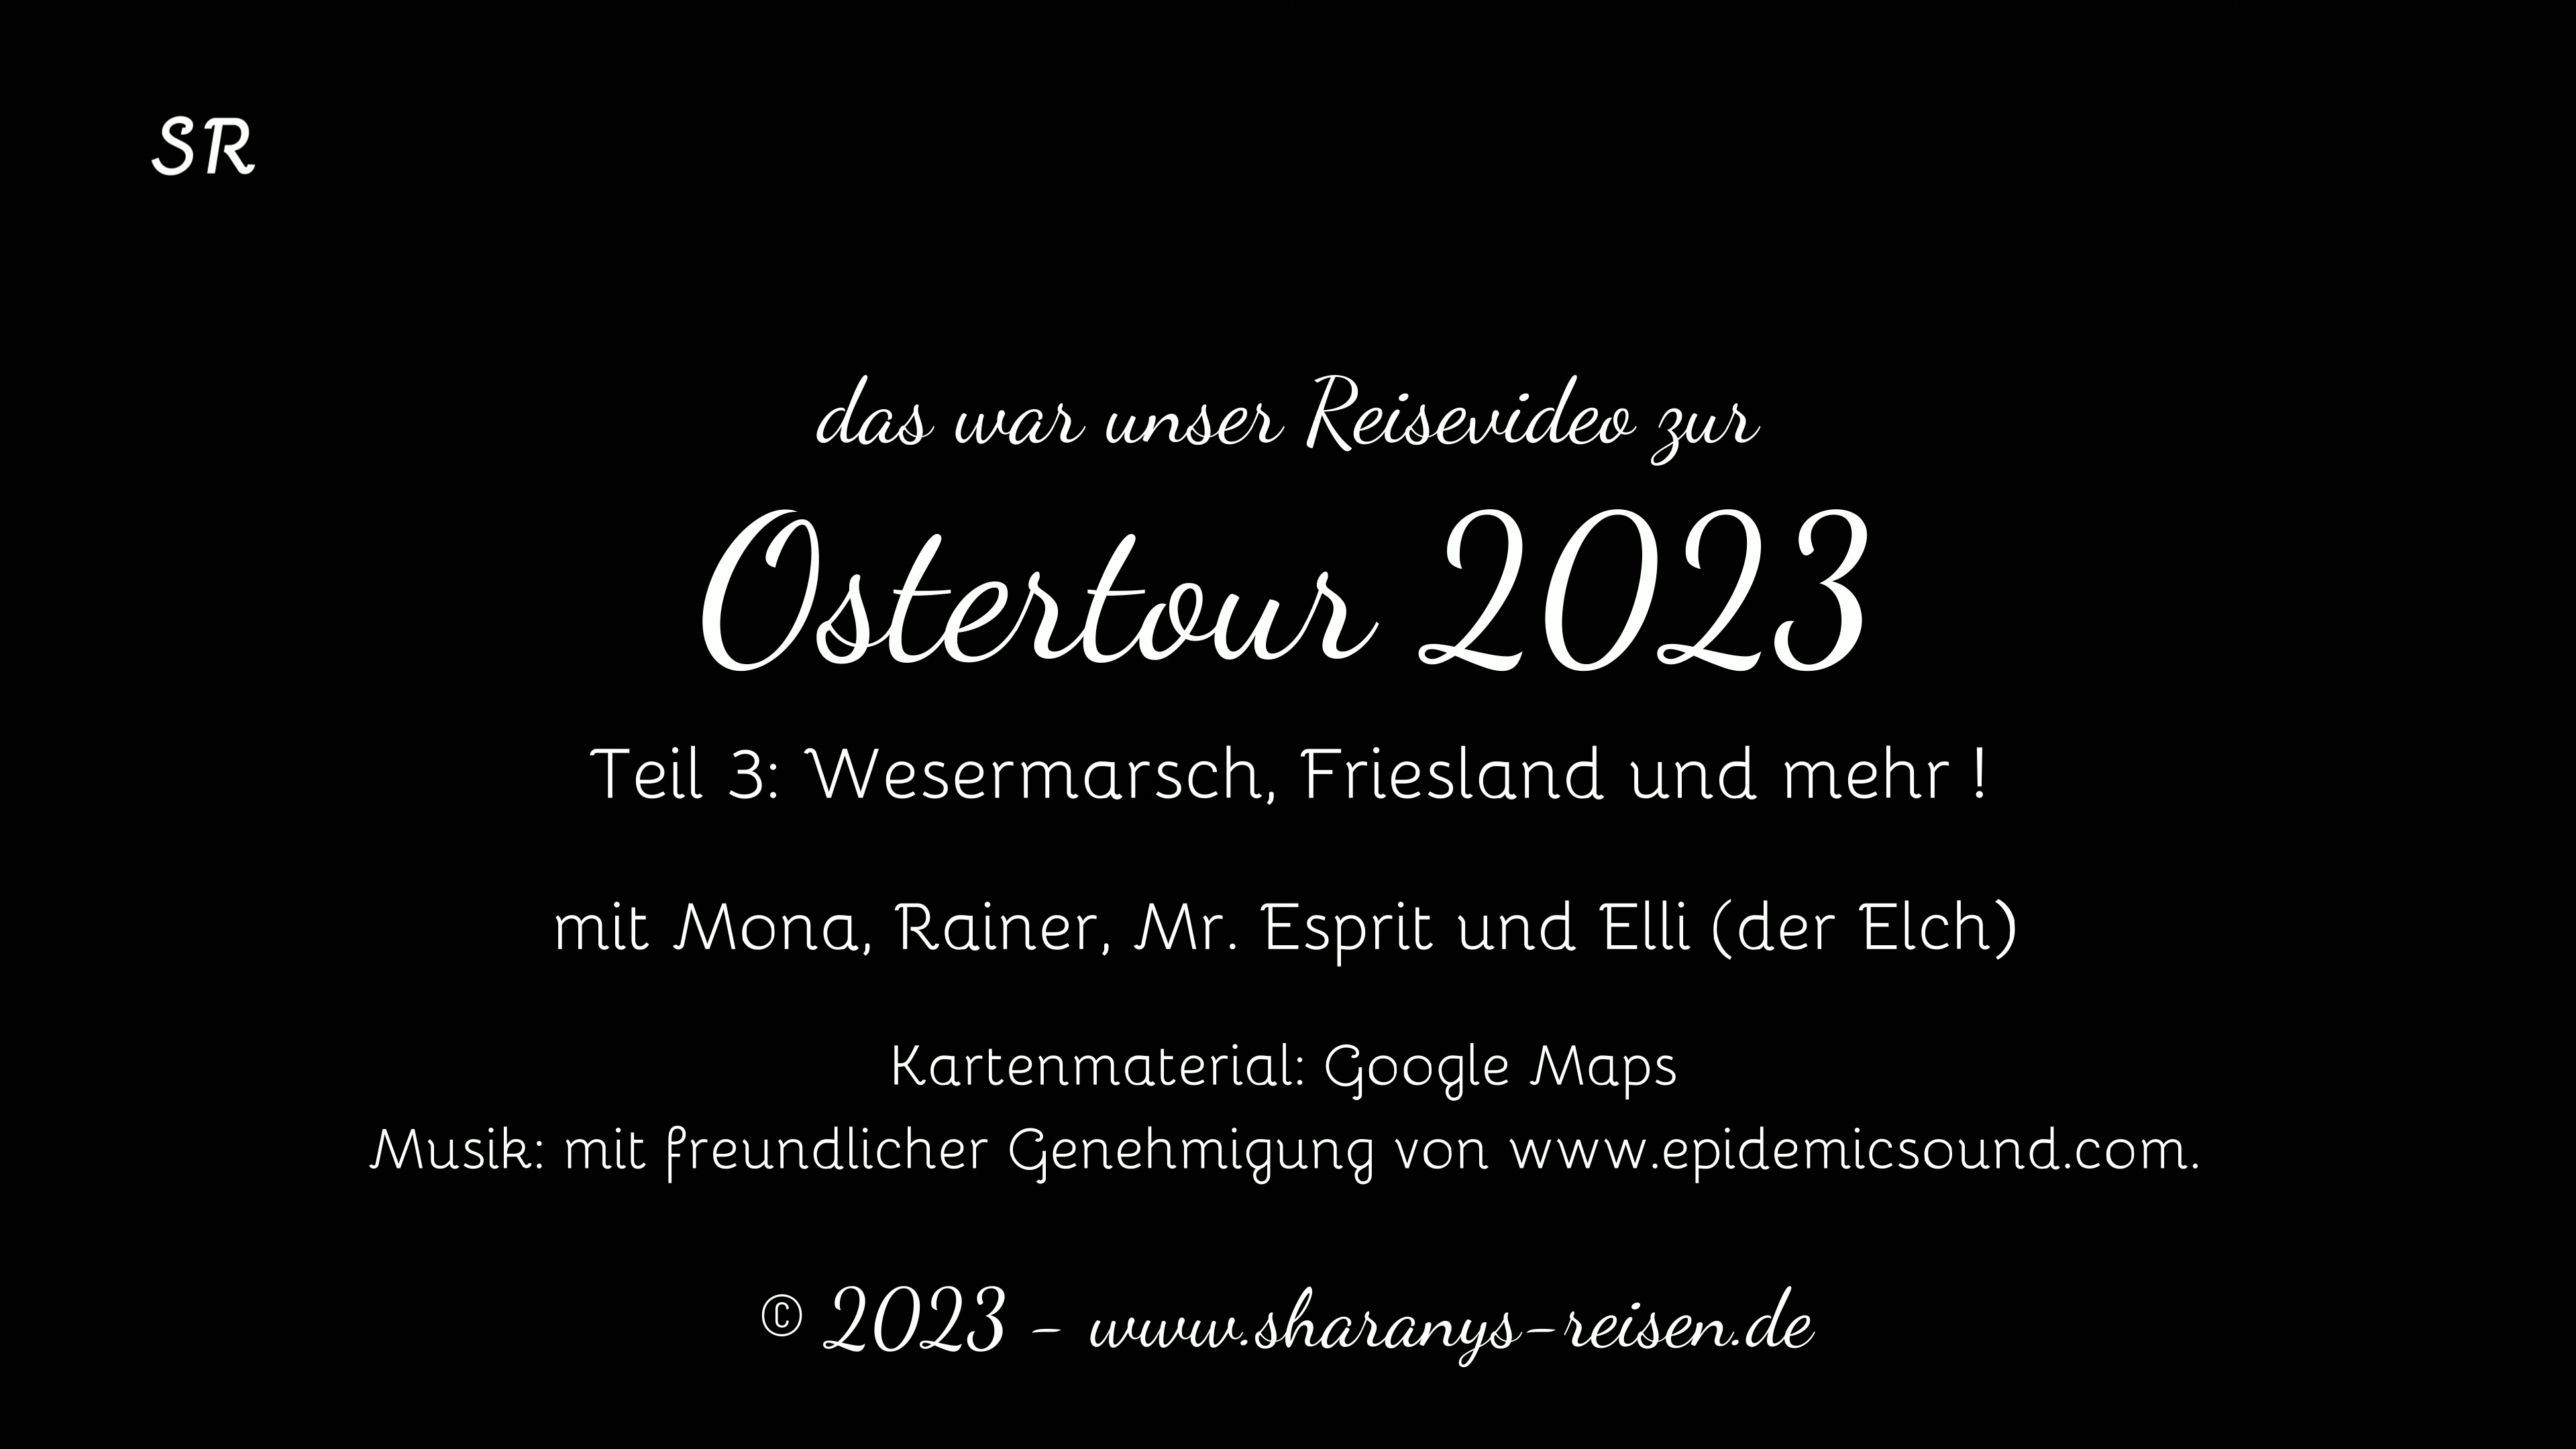 SR
das war unser Reisevideo zur
Ostertour 2023
Teil 3: Wesermarsch, Friesland und mehr !
mit Mona, Rainer, Mr. Esprit und Elli (der Elch)
Kartenmaterial: Google Maps
Musik: mit freundlicher Genehmigung von www.epidemicsound.com.
© 2023 - www.sharanys-reisen.de